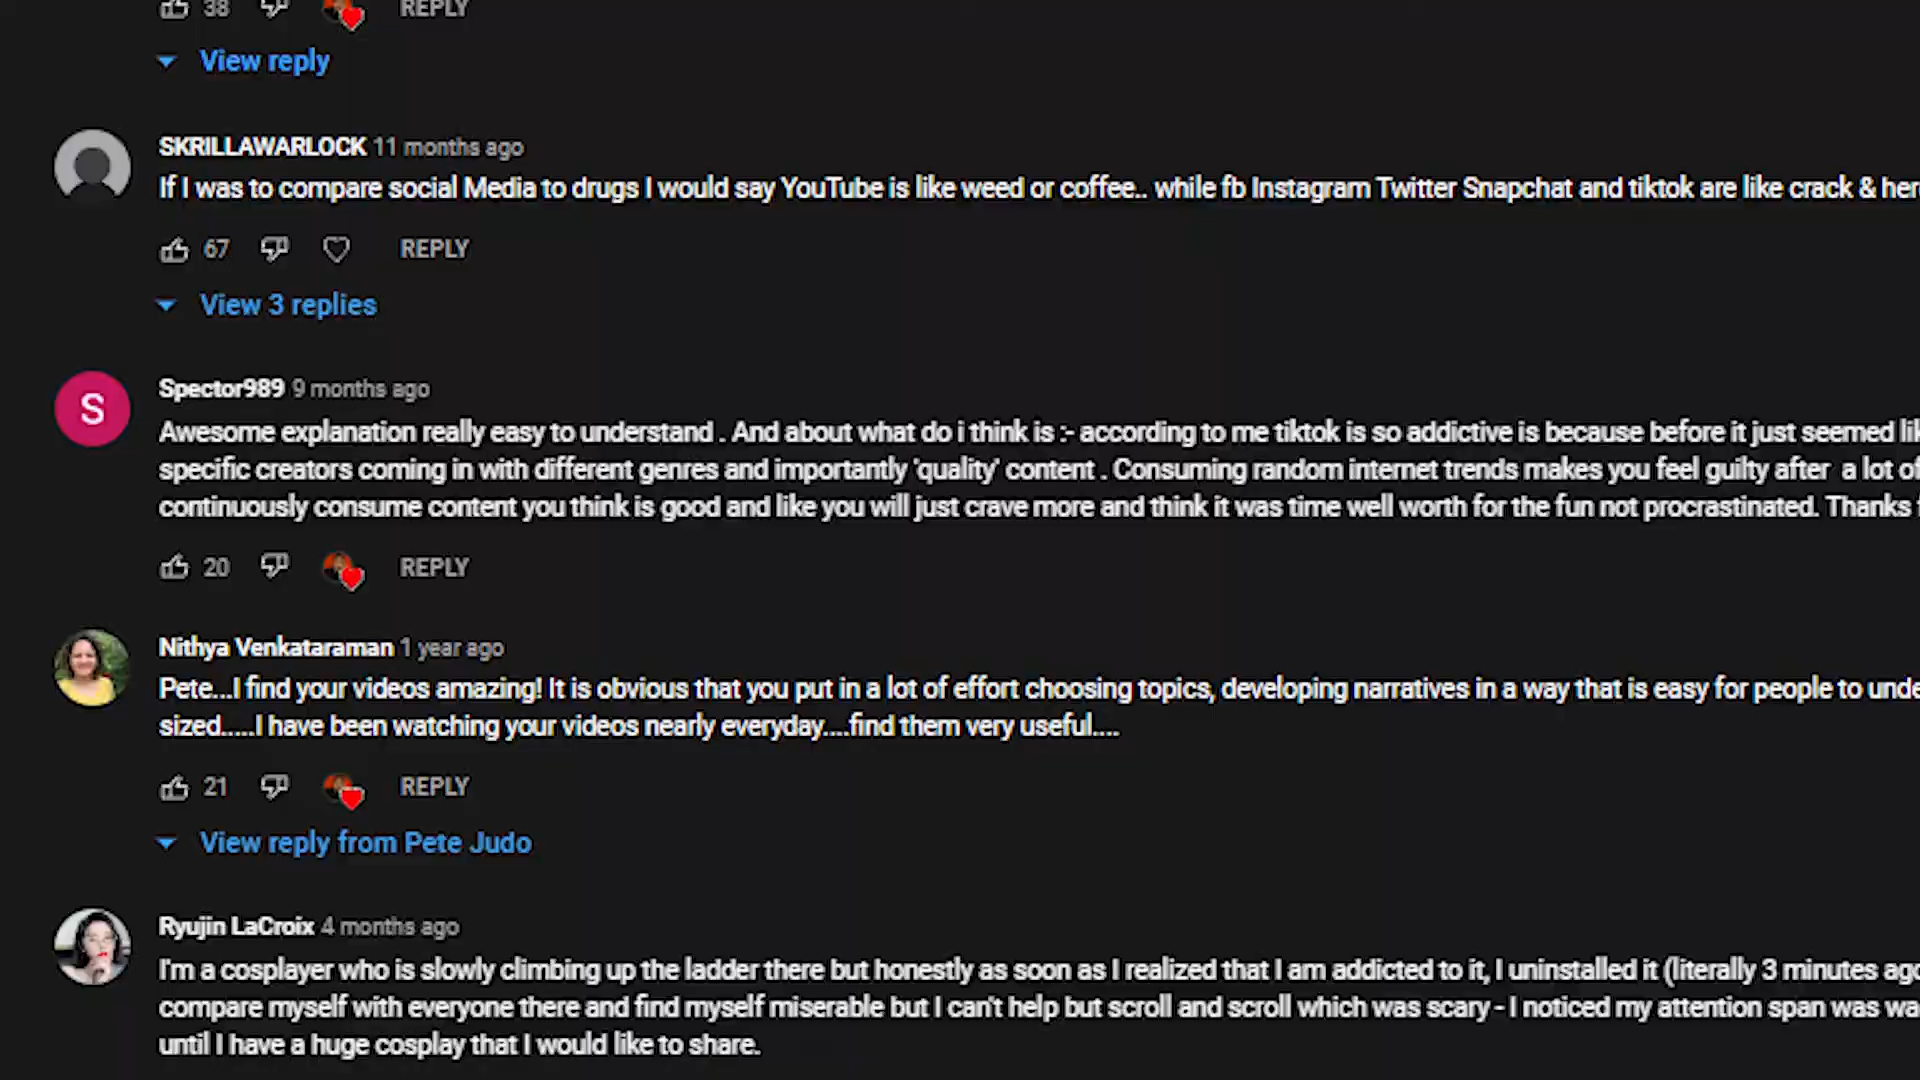 38 REPLY
View reply
SKRILLAWARLOCK 11 months ago
If I was to compare social Media to drugs I would say YouTube is like weed or coffee.. while fb Instagram Twitter Snapchat and tiktok are like crack & her
67 REPLY
View 3 replies
S
Spector989 9 months ago
Awesome explanation really easy to understand . And about what do i think is :- according to me tiktok is so addictive is because before it just seemed lik
specific creators coming in with different genres and importantly 'quality' content . Consuming random internet trends makes you feel guilty after a lot of
continuously consume content you think is good and like you will just crave more and think it was time well worth for the fun not procrastinated. Thanks
20 REPLY
Nithya Venkataraman 1 year ago
Pete...I find your videos amazing! It is obvious that you put in a lot of effort choosing topics, developing narratives in a way that is easy for people to unde
sized.....I have been watching your videos nearly everyday....find them very useful....
21 REPLY
View reply from Pete Judo
Ryujin LaCroix 4 months ago
I'm a cosplayer who is slowly climbing up the ladder there but honestly as soon as I realized that I am addicted to it, I uninstalled it (literally 3 minutes ago
compare myself with everyone there and find myself miserable but I can't help but scroll and scroll which was scary - I noticed my attention span was wa
until I have a huge cosplay that I would like to share.